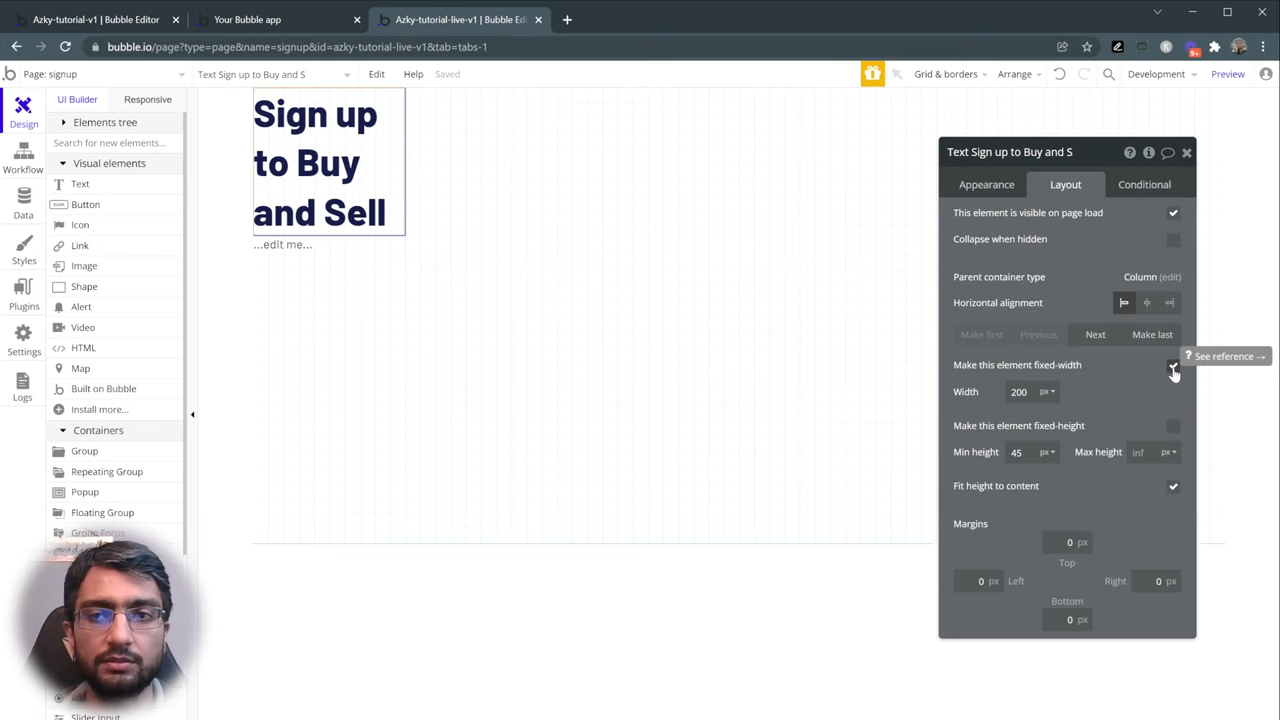 Azky-tutorial-v1 | Bubble Editor
Your Bubble app
Azky-tutorial-live-v1 | Bubble Edi
bubble.io/page?type=page&name=signup&id=azky-tutorial-live-v1&tab=tabs-1
9+
Page: signup
Text Sign up to Buy and S
Edit
Help
Saved
Grid & borders
Arrange
Development
Preview
Design
Workflow
Data
Styles
Plugins
Settings
Logs
UI Builder
Responsive
Elements tree
Search for new elements...
Visual elements
Text
CLICK
Button
Icon
Link
Image
Shape
Alert
Video
</> HTML
Map
Built on Bubble
Install more...
Containers
Group
Repeating Group
Popup
Floating Group
Group Focus
Slider Input
Sign up
to Buy
and Sell
...edit me...
Text Sign up to Buy and S
Appearance
Layout
Conditional
This element is visible on page load
Collapse when hidden
Parent container type Column (edit)
Horizontal alignment
Make first
Previous
Next
Make last
? See reference →
Make this element fixed-width
Width 200 px
Make this element fixed-height
Min height 45 px Max height inf px
Fit height to content
Margins
0 px
Top
0 px Left Right 0 px
Bottom
0 px